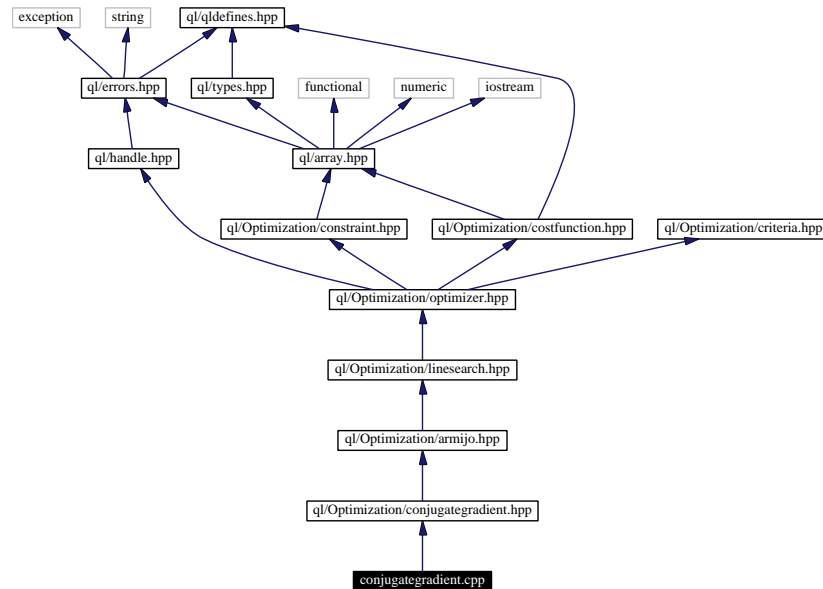 exception
string
ql/qldefines.hpp
ql/errors.hpp
ql/types.hpp
functional
numeric
iostream
ql/handle.hpp
ql/array.hpp
ql/Optimization/constraint.hpp
ql/Optimization/costfunction.hpp
ql/Optimization/criteria.hpp
ql/Optimization/optimizer.hpp
ql/Optimization/linesearch.hpp
ql/Optimization/armijo.hpp
ql/Optimization/conjugategradient.hpp
conjugategradient.cpp